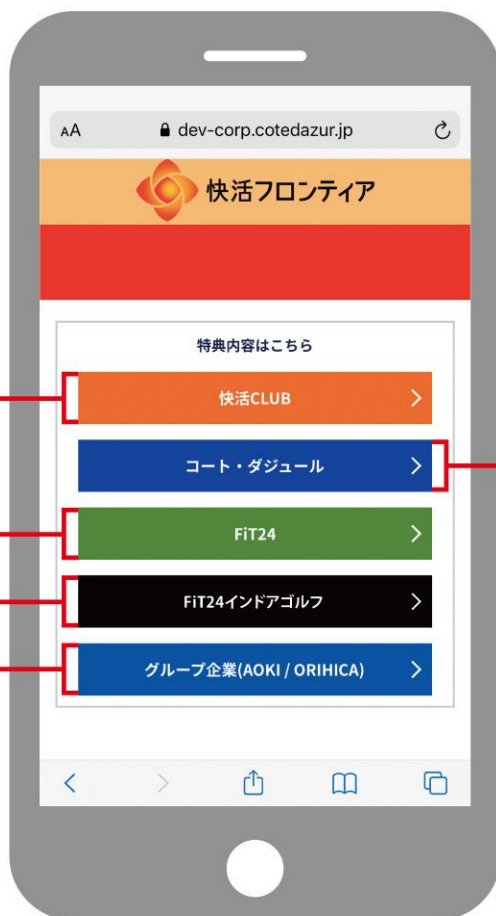 AA dev-corp.cotedazur.jp
快活フロンティア
特典内容はこちら
快活CLUB
コート・ダジュール
FiT24
FiT24インドアゴルフ
グループ企業(AOKI / ORIHICA)